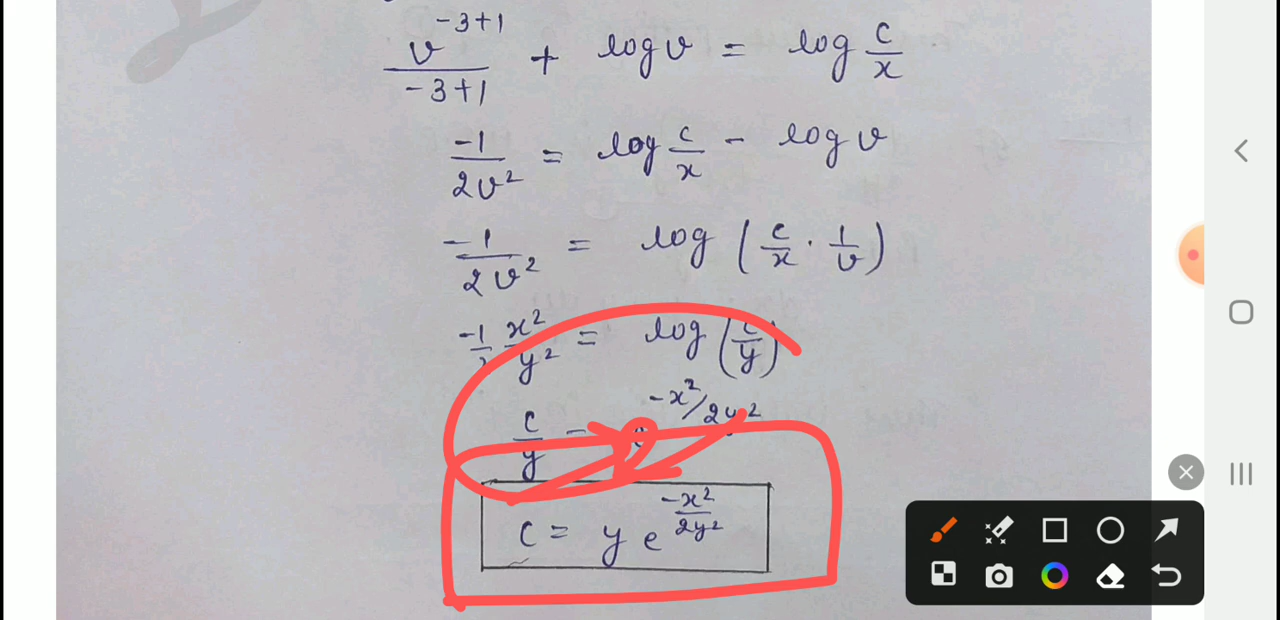 v^{-3+1}/(-3+1) + log v = log c/x
-1/2v² = log c/x - log v
-1/2v² = log (c/x · 1/v)
-1/2 x²/y² = log (c/y)
c/y = e^{-x²/2y²}
c = y e^{-x²/2y²}